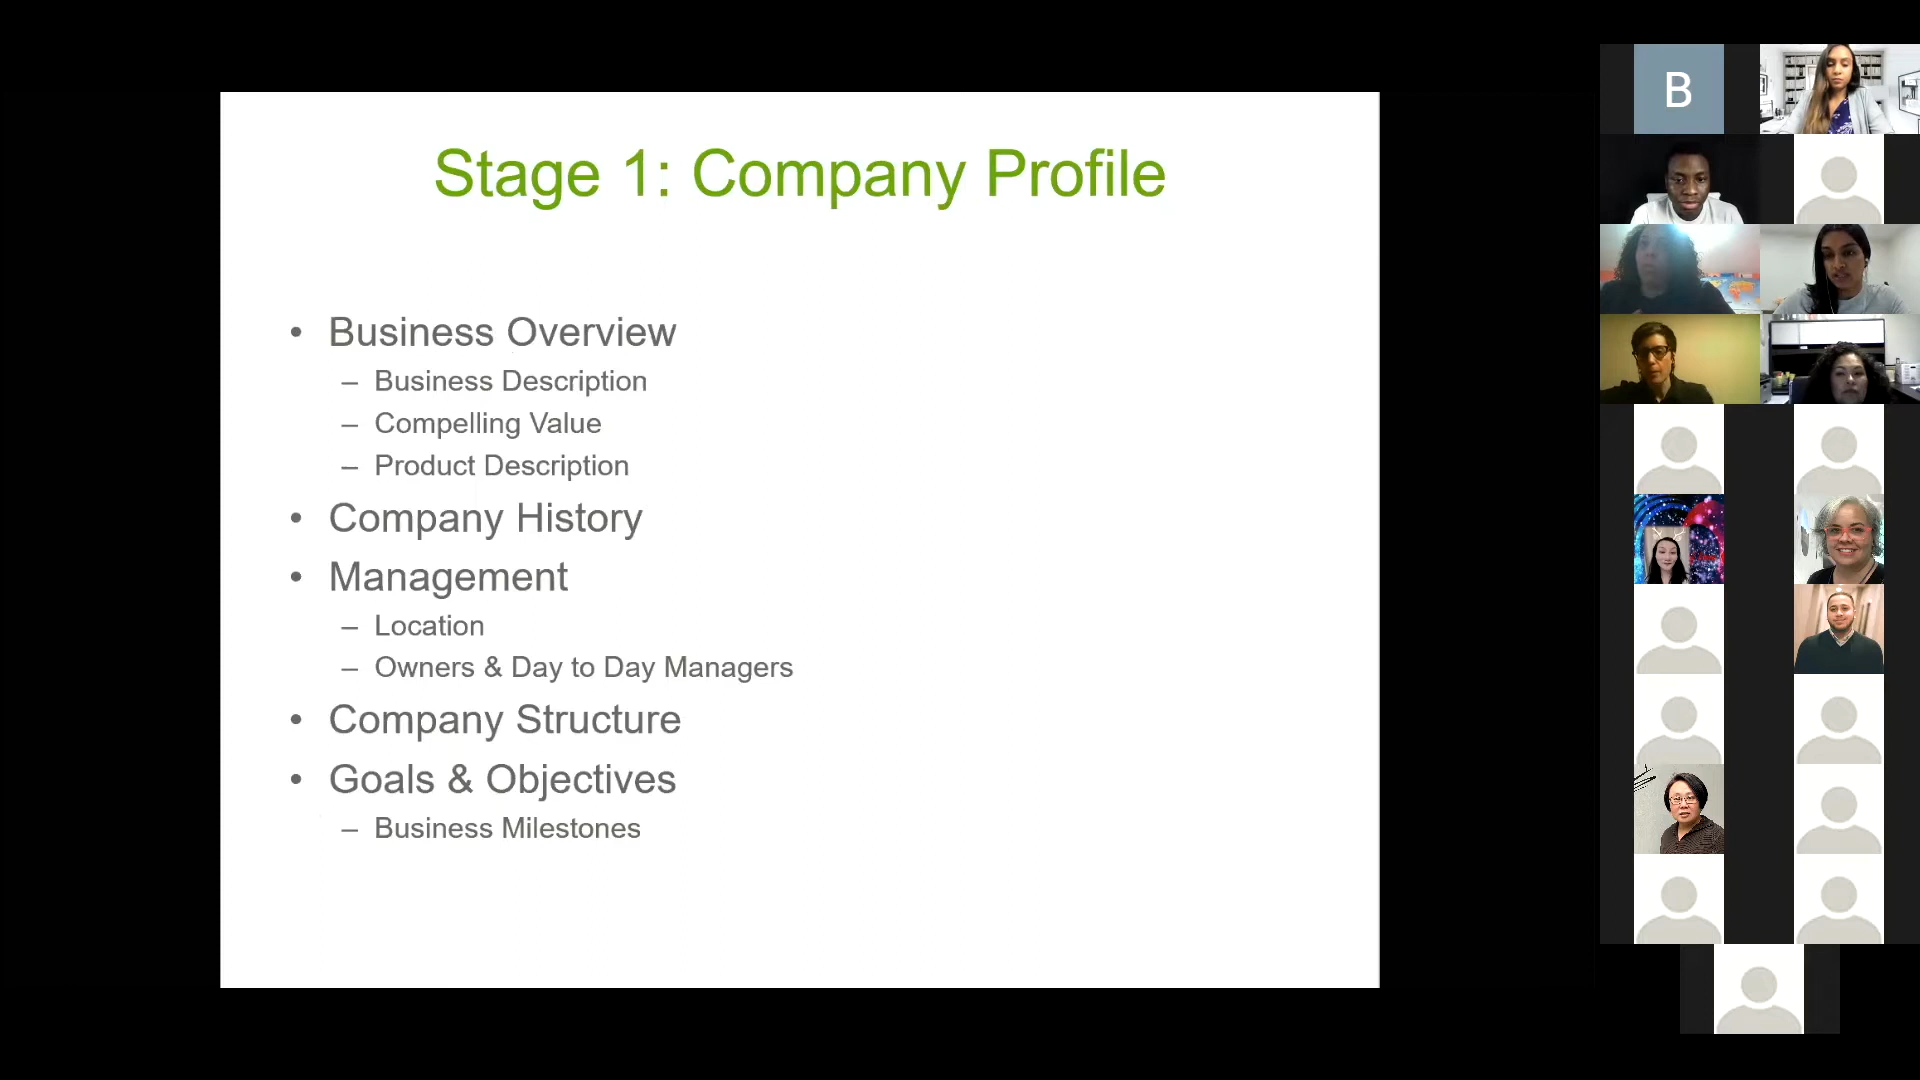 Stage 1: Company Profile
• Business Overview
– Business Description
– Compelling Value
– Product Description
• Company History
• Management
– Location
– Owners & Day to Day Managers
• Company Structure
• Goals & Objectives
– Business Milestones
B